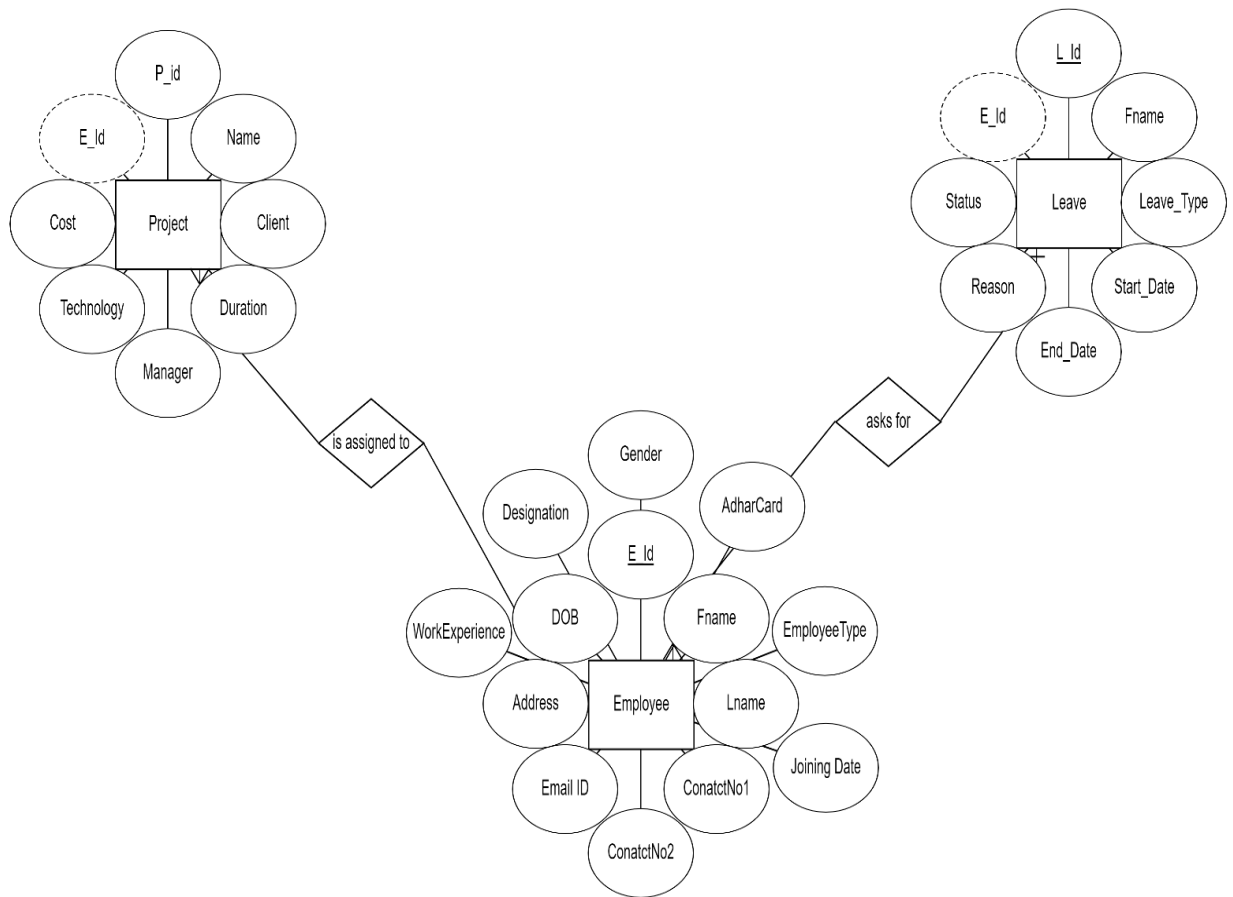 P_id
E_Id
Name
Cost
Project
Client
Technology
Duration
Manager
L_Id
E_Id
Fname
Status
Leave
Leave_Type
Reason
Start_Date
End_Date
is assigned to
asks for
Gender
Designation
AdharCard
E_Id
WorkExperience
DOB
Fname
EmployeeType
Address
Employee
Lname
Joining Date
Email ID
ConatctNo1
ConatctNo2